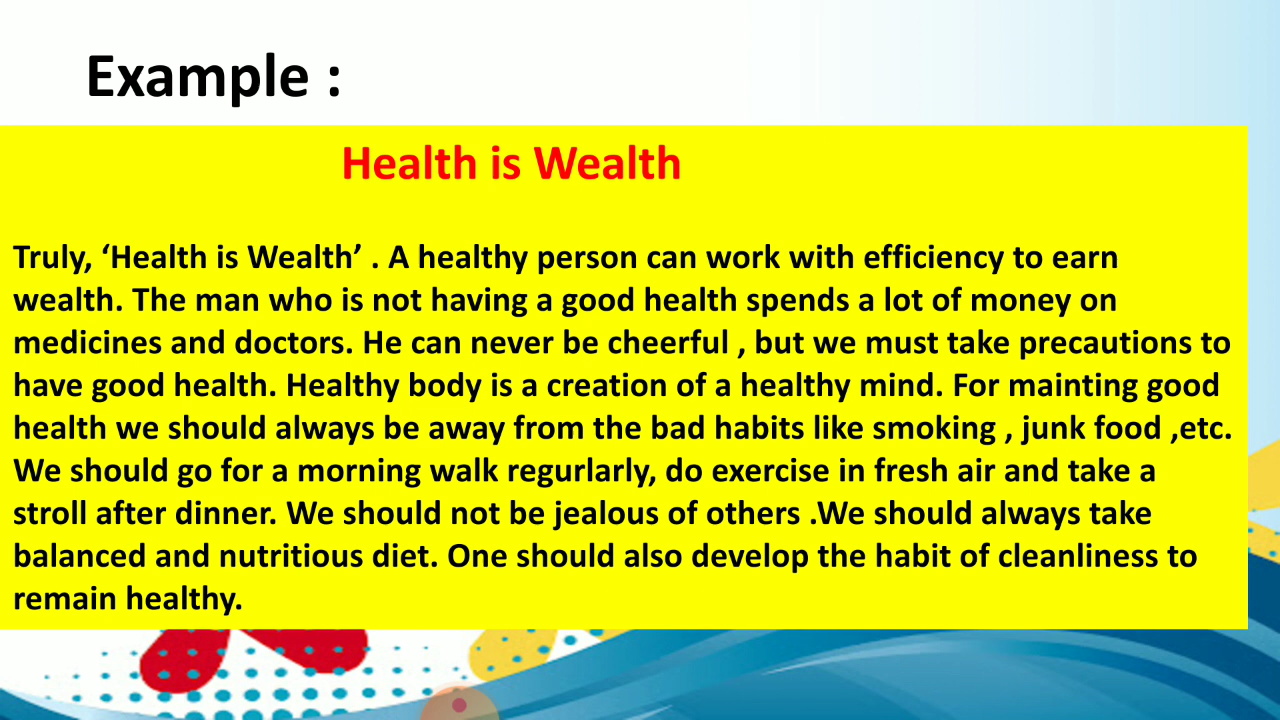 Example :
Health is Wealth
Truly, ‘Health is Wealth’ . A healthy person can work with efficiency to earn
wealth. The man who is not having a good health spends a lot of money on
medicines and doctors. He can never be cheerful , but we must take precautions to
have good health. Healthy body is a creation of a healthy mind. For mainting good
health we should always be away from the bad habits like smoking , junk food ,etc.
We should go for a morning walk regurlarly, do exercise in fresh air and take a
stroll after dinner. We should not be jealous of others .We should always take
balanced and nutritious diet. One should also develop the habit of cleanliness to
remain healthy.